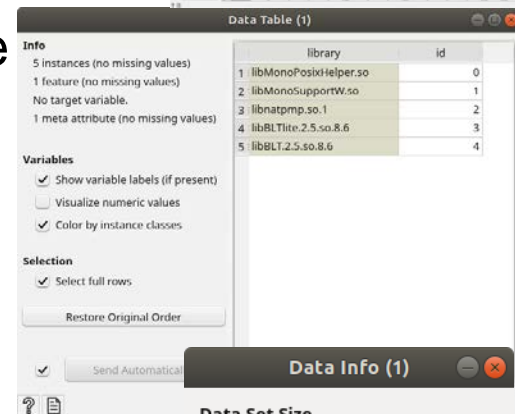 Data Table (1)
e
Info
5 instances (no missing values)
1 feature (no missing values)
No target variable.
1 meta attribute (no missing values)
Variables
Show variable labels (if present)
Visualize numeric values
Color by instance classes
Selection
Select full rows
Restore Original Order
Send Automatical
library id
1 libMonoPosixHelper.so 0
2 libMonoSupportW.so 1
3 libnatpmp.so.1 2
4 libBLTlite.2.5.so.8.6 3
5 libBLT.2.5.so.8.6 4
Data Info (1)
Data Set Size